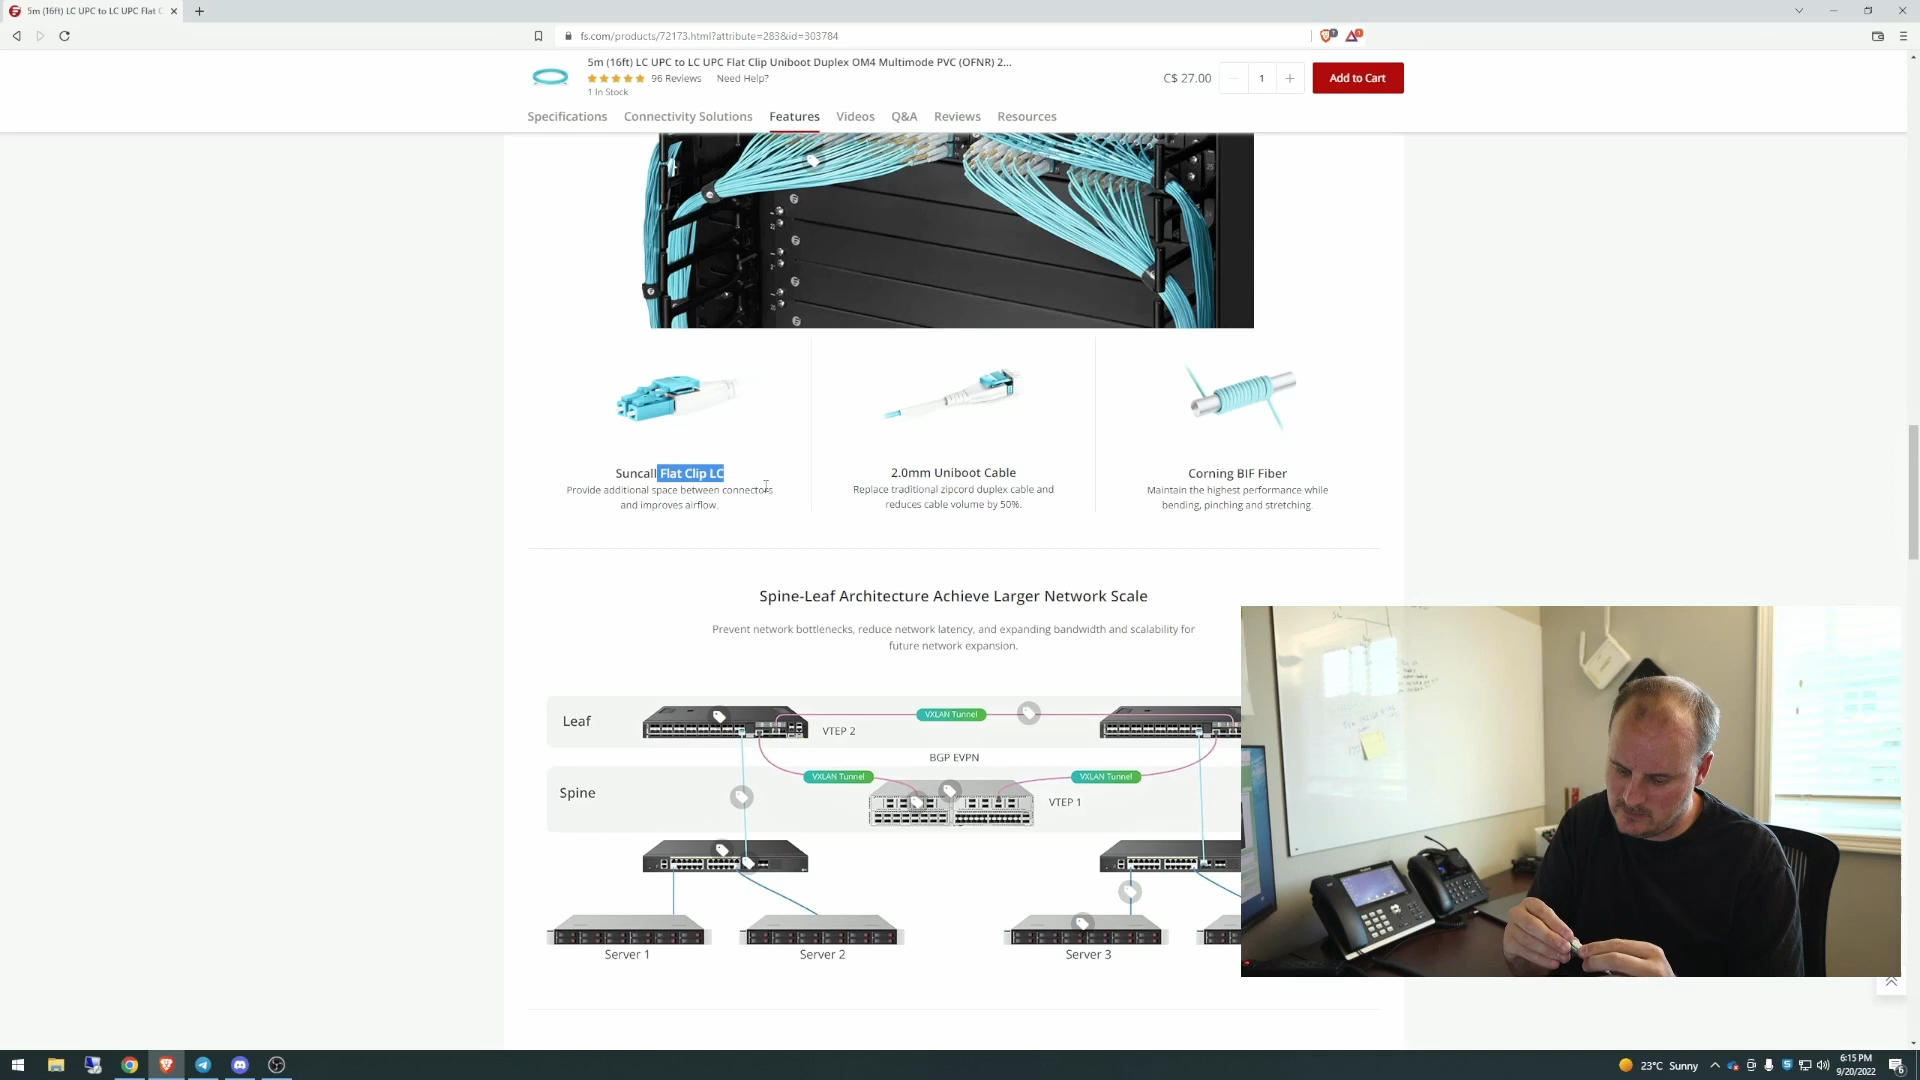 5m (16ft) LC UPC to LC UPC Flat C
fs.com/products/72173.html?attribute=283&id=303784
5m (16ft) LC UPC to LC UPC Flat Clip Uniboot Duplex OM4 Multimode PVC (OFNR) 2...
96 Reviews Need Help?
1 In Stock
C$ 27.00
1
Add to Cart
Specifications Connectivity Solutions Features Videos Q&A Reviews Resources
Suncall Flat Clip LC
Provide additional space between connectors
and improves airflow.
2.0mm Uniboot Cable
Replace traditional zipcord duplex cable and
reduces cable volume by 50%.
Corning BIF Fiber
Maintain the highest performance while
bending, pinching and stretching.
Spine-Leaf Architecture Achieve Larger Network Scale
Prevent network bottlenecks, reduce network latency, and expanding bandwidth and scalability for
future network expansion.
Leaf
VXLAN Tunnel
VTEP 2
BGP EVPN
VXLAN Tunnel
VXLAN Tunnel
Spine
VTEP 1
Server 1
Server 2
Server 3
23°C Sunny
6:15 PM
9/20/2022
6